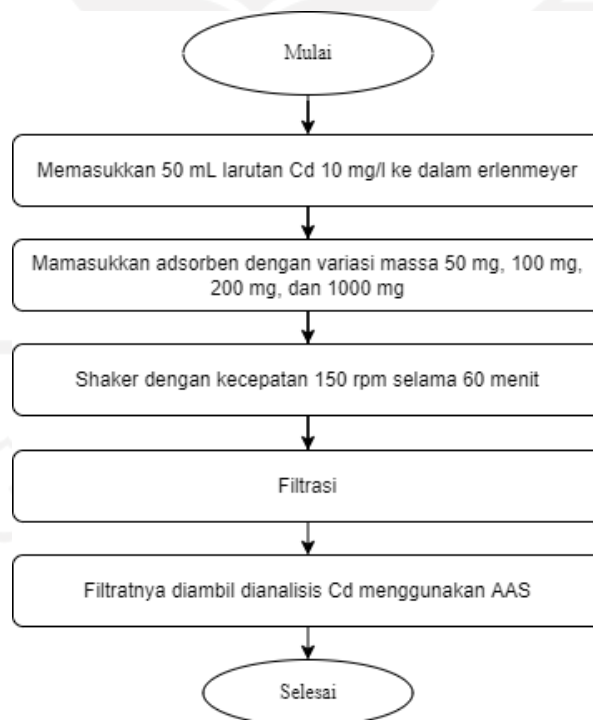 Mulai
Memasukkan 50 mL larutan Cd 10 mg/l ke dalam erlenmeyer
Mamasukkan adsorben dengan variasi massa 50 mg, 100 mg,
200 mg, dan 1000 mg
Shaker dengan kecepatan 150 rpm selama 60 menit
Filtrasi
Filtratnya diambil dianalisis Cd menggunakan AAS
Selesai